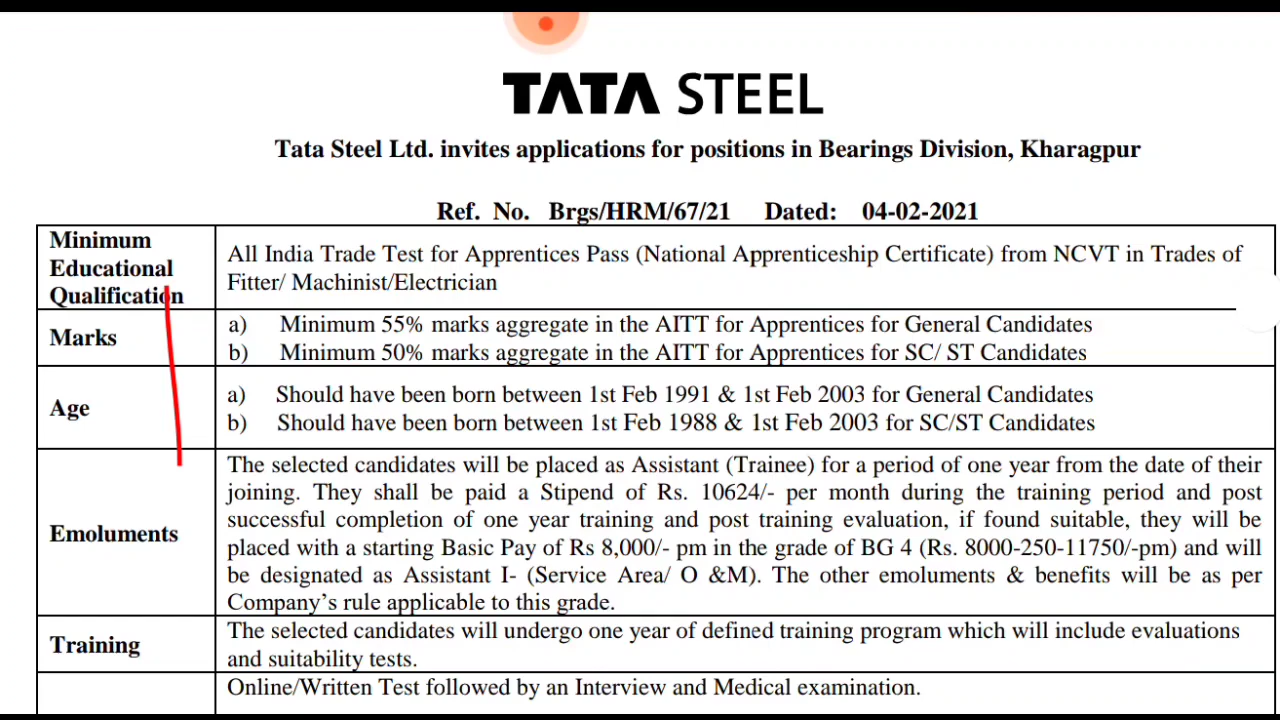 TATA STEEL
Tata Steel Ltd. invites applications for positions in Bearings Division, Kharagpur
Ref. No. Brgs/HRM/67/21 Dated: 04-02-2021
Minimum
Educational
Qualification
All India Trade Test for Apprentices Pass (National Apprenticeship Certificate) from NCVT in Trades of
Fitter/ Machinist/Electrician
Marks
a) Minimum 55% marks aggregate in the AITT for Apprentices for General Candidates
b) Minimum 50% marks aggregate in the AITT for Apprentices for SC/ ST Candidates
Age
a) Should have been born between 1st Feb 1991 & 1st Feb 2003 for General Candidates
b) Should have been born between 1st Feb 1988 & 1st Feb 2003 for SC/ST Candidates
Emoluments
The selected candidates will be placed as Assistant (Trainee) for a period of one year from the date of their
joining. They shall be paid a Stipend of Rs. 10624/- per month during the training period and post
successful completion of one year training and post training evaluation, if found suitable, they will be
placed with a starting Basic Pay of Rs 8,000/- pm in the grade of BG 4 (Rs. 8000-250-11750/-pm) and will
be designated as Assistant I- (Service Area/ O &M). The other emoluments & benefits will be as per
Company's rule applicable to this grade.
Training
The selected candidates will undergo one year of defined training program which will include evaluations
and suitability tests.
Online/Written Test followed by an Interview and Medical examination.